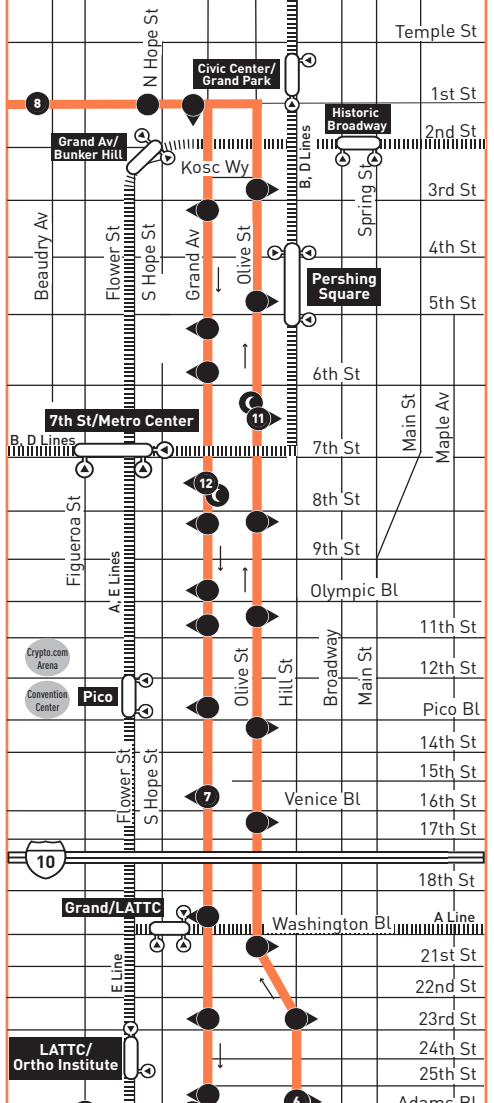 N Hope St
Temple St
Civic Center/
Grand Park
8
1st St
Historic
Broadway
Grand Av/
Bunker Hill
2nd St
Kosc Wy
B, D Lines
Spring St
3rd St
Beaudry Av
Flower St
S Hope St
Grand Av
Olive St
4th St
Pershing
Square
5th St
6th St
11
7th St/Metro Center
Main St
Maple Av
B, D Lines
7th St
12
8th St
Figueroa St
9th St
A, E Lines
Olympic Bl
11th St
Crypto.com
Arena
Olive St
Hill St
Broadway
Main St
12th St
Convention
Center
Pico
Pico Bl
14th St
Flower St
S Hope St
15th St
7
Venice Bl
16th St
17th St
10
18th St
Grand/LATTC
Washington Bl
A Line
E Line
21st St
22nd St
23rd St
LATTC/
Ortho Institute
24th St
25th St
6
Adams Bl